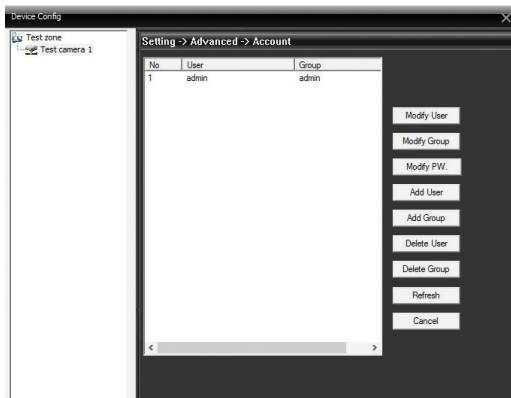 Device Config
Test zone
Test camera 1
Setting -> Advanced -> Account
No User Group
1 admin admin
Modify User
Modify Group
Modify PW.
Add User
Add Group
Delete User
Delete Group
Refresh
Cancel